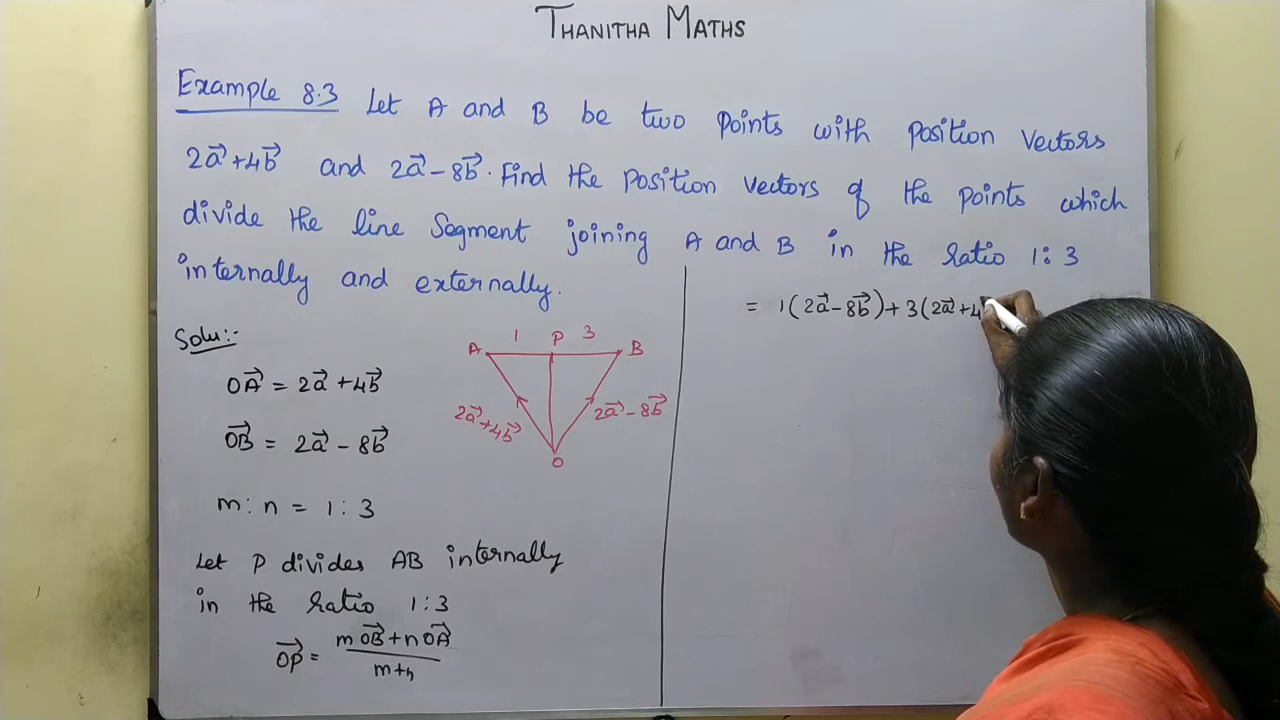 THANITHA MATHS
Example 8.3 Let A and B be two points with position vectors
2a⃗ + 4b⃗ and 2a⃗ - 8b⃗. Find the position vectors of the points which
divide the line segment joining A and B in the ratio 1:3
internally and externally.
Solu:-
OA⃗ = 2a⃗ + 4b⃗
OB⃗ = 2a⃗ - 8b⃗
m : n = 1 : 3
Let P divides AB internally
in the ratio 1:3
OP⃗ = (m OB⃗ + n OA⃗)/(m+n)
A 1 P 3 B
2a⃗ + 4b⃗ 2a⃗ - 8b⃗
O
= 1(2a⃗ - 8b⃗) + 3(2a⃗ + 4